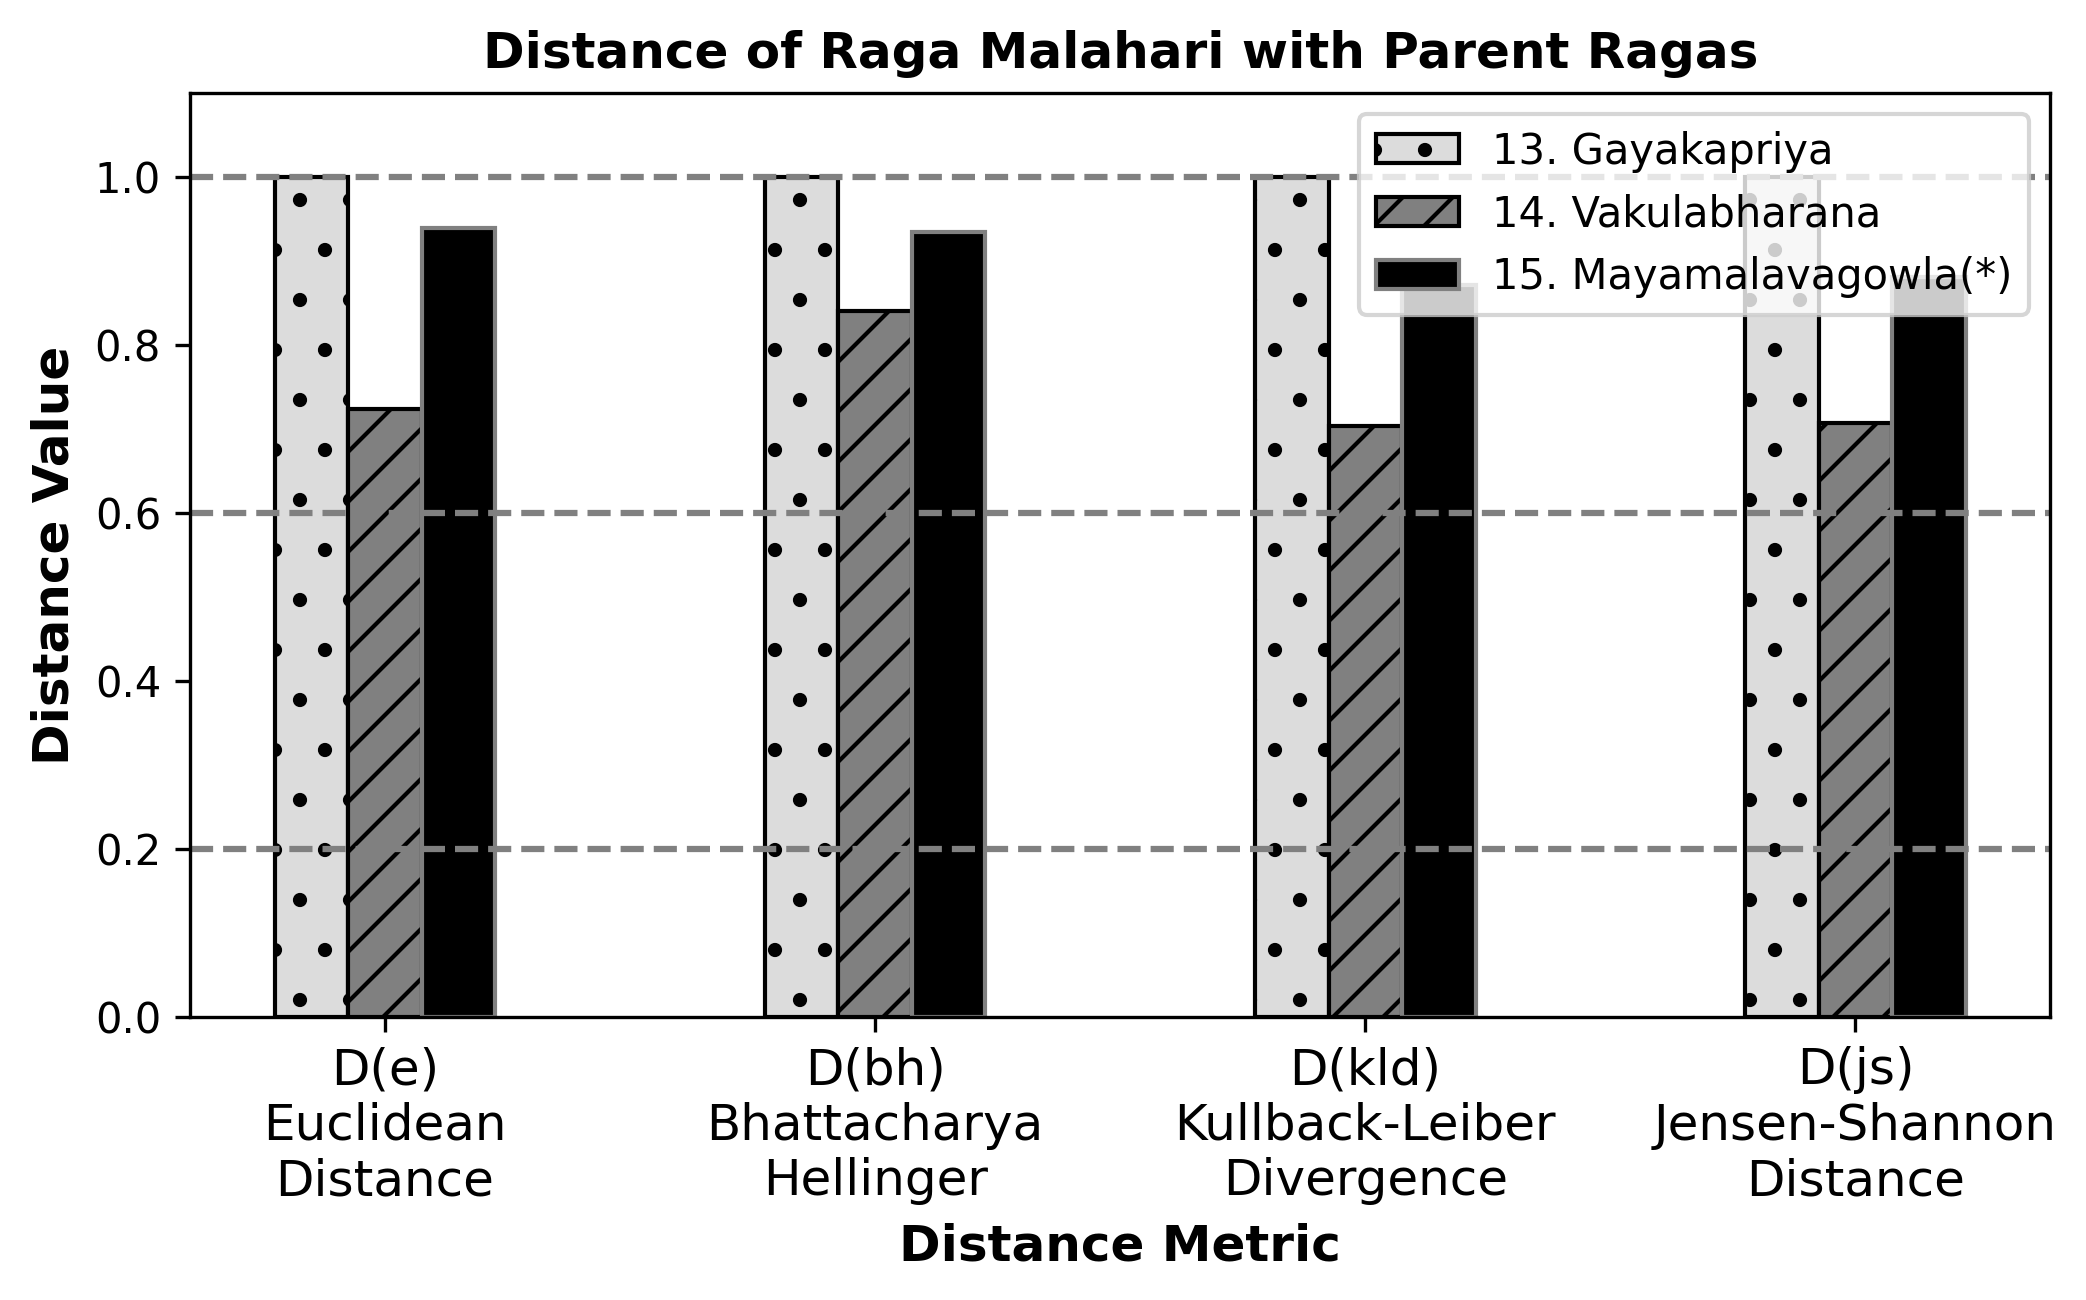 Distance of Raga Malahari with Parent Ragas
13. Gayakapriya
14. Vakulabharana
15. Mayamalavagowla(*)
Distance Value
1.0
0.8
0.6
0.4
0.2
0.0
D(e)
Euclidean
Distance
D(bh)
Bhattacharya
Hellinger
D(kld)
Kullback-Leiber
Divergence
D(js)
Jensen-Shannon
Distance
Distance Metric